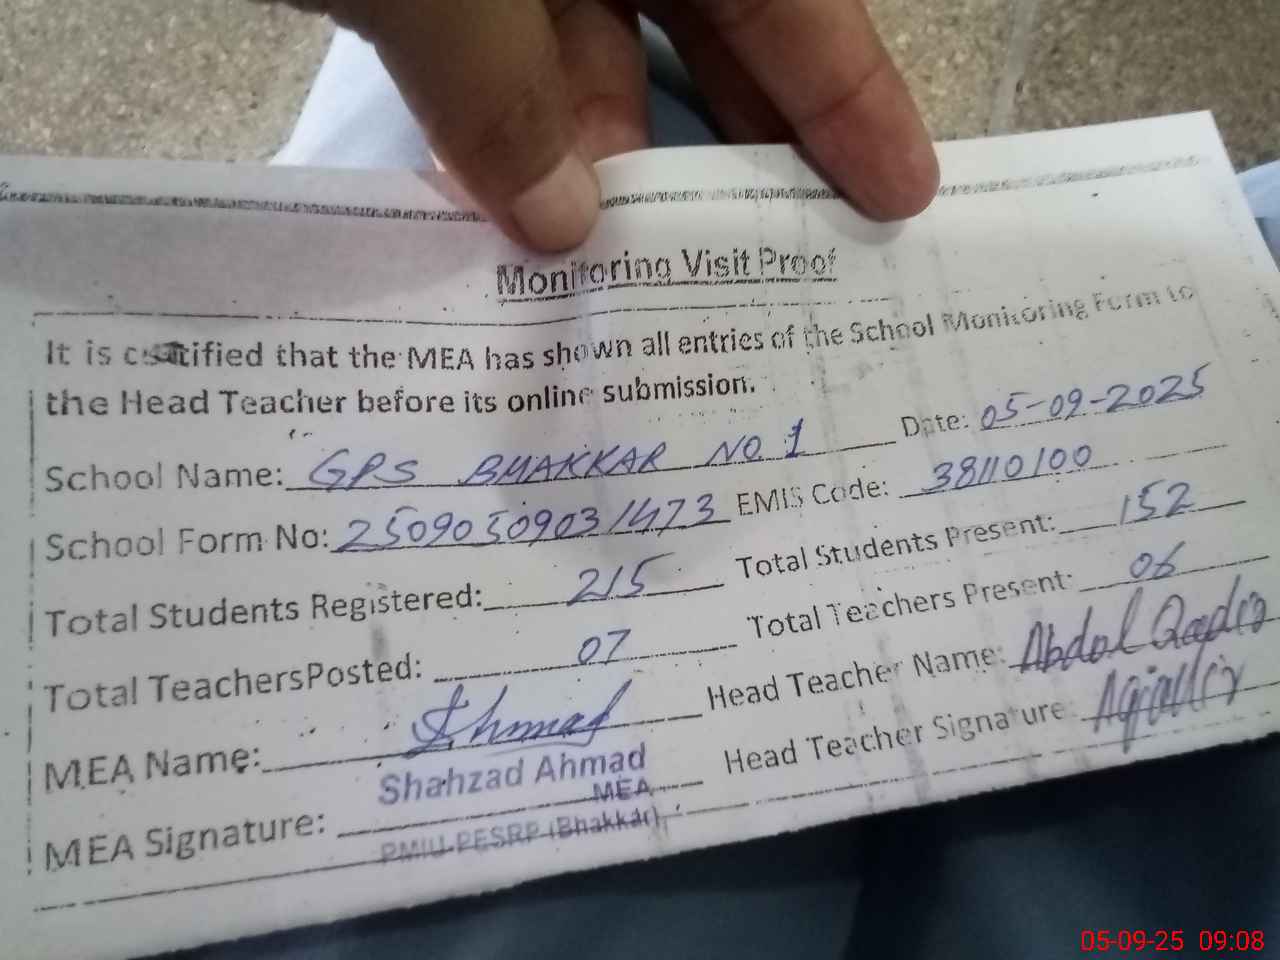 Monitoring Visit Proof
It is certified that the MEA has shown all entries of the School Monitoring Form to
the Head Teacher before its online submission.
School Name: GPS BHAKKAR NO 1 Date: 05-09-2025
School Form No: 25090509031473 EMIS Code: 38110100
Total Students Registered: 215 Total Students Present: 152
Total TeachersPosted: 07 Total Teachers Present: 06
MEA Name: Ahmad Head Teacher Name: Abdol Qadir
Shahzad Ahmad
MEA
MEA Signature: Head Teacher Signature:
PMIU-PESRP (Bhakkar)
05-09-25 09:08